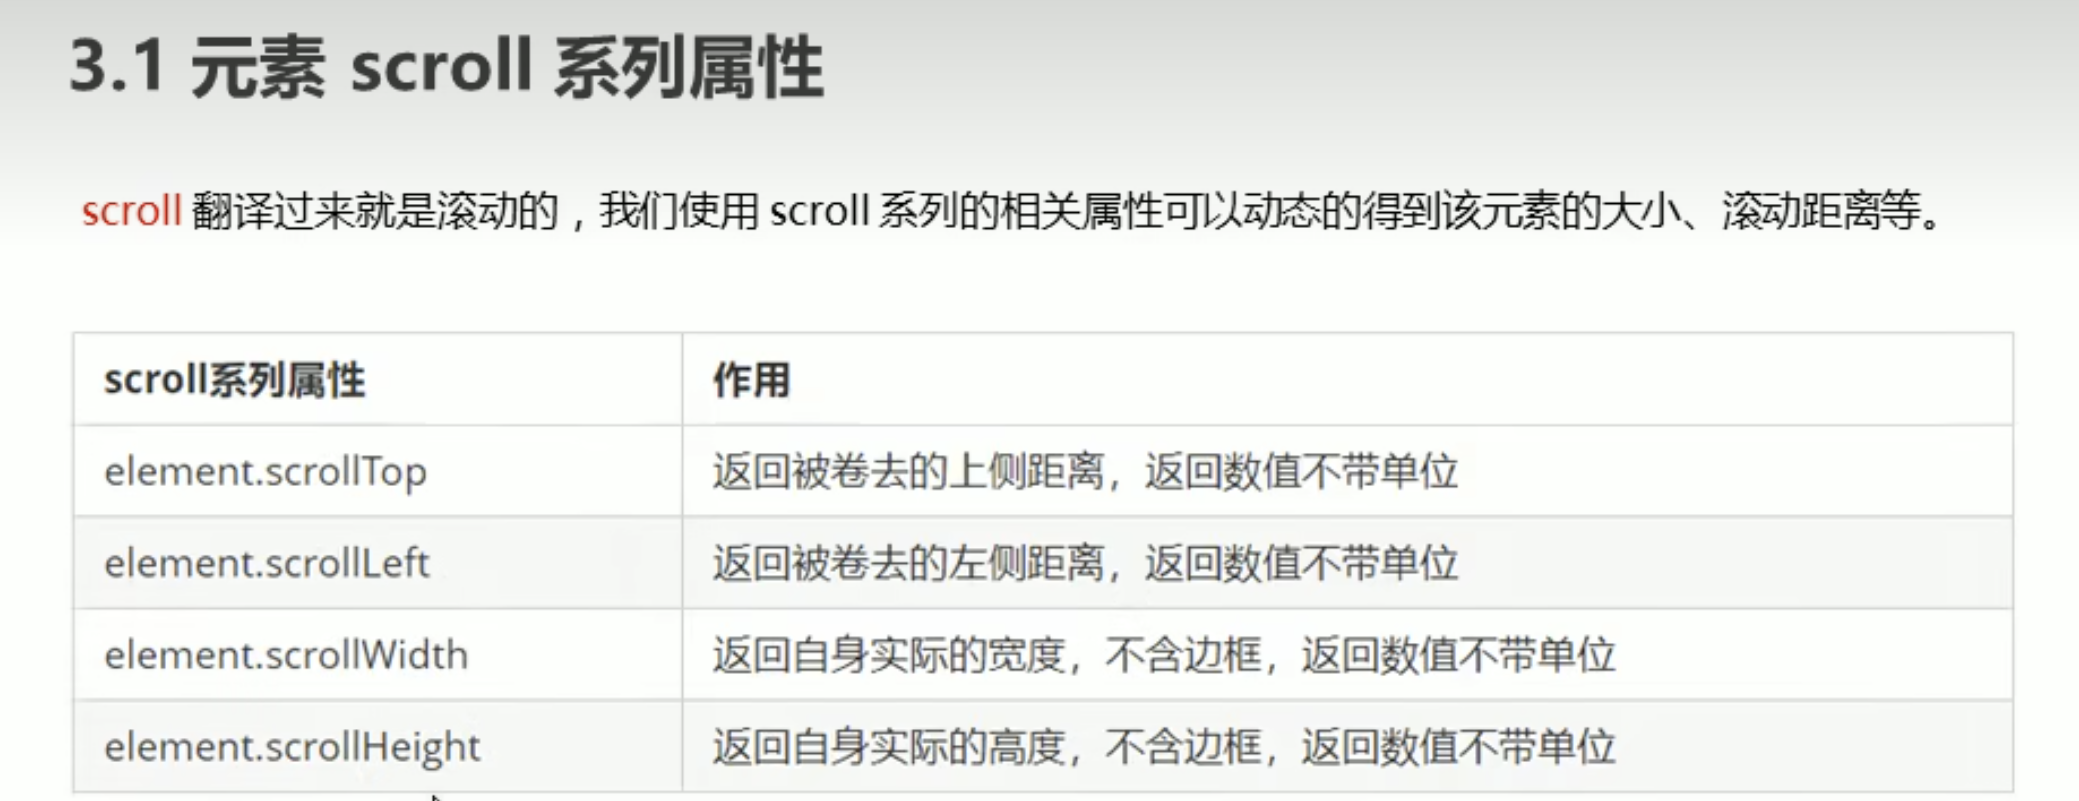 3.1 元素 scroll 系列属性
scroll 翻译过来就是滚动的，我们使用 scroll 系列的相关属性可以动态的得到该元素的大小、滚动距离等。
scroll系列属性 作用
element.scrollTop 返回被卷去的上侧距离，返回数值不带单位
element.scrollLeft 返回被卷去的左侧距离，返回数值不带单位
element.scrollWidth 返回自身实际的宽度，不含边框，返回数值不带单位
element.scrollHeight 返回自身实际的高度，不含边框，返回数值不带单位